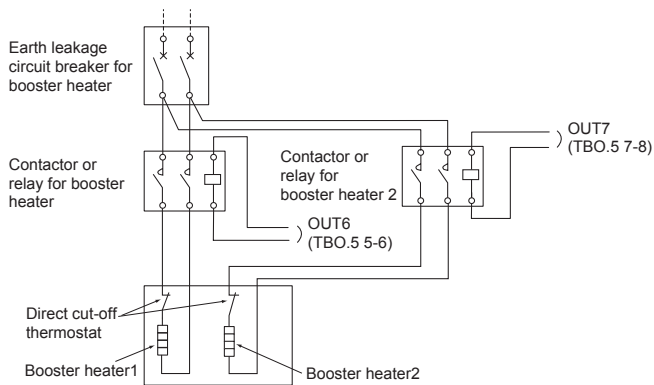 Earth leakage
circuit breaker for
booster heater
Contactor or
relay for booster
heater
Contactor or
relay for
booster heater 2
OUT7
(TBO.5 7-8)
OUT6
(TBO.5 5-6)
Direct cut-off
thermostat
Booster heater1
Booster heater2